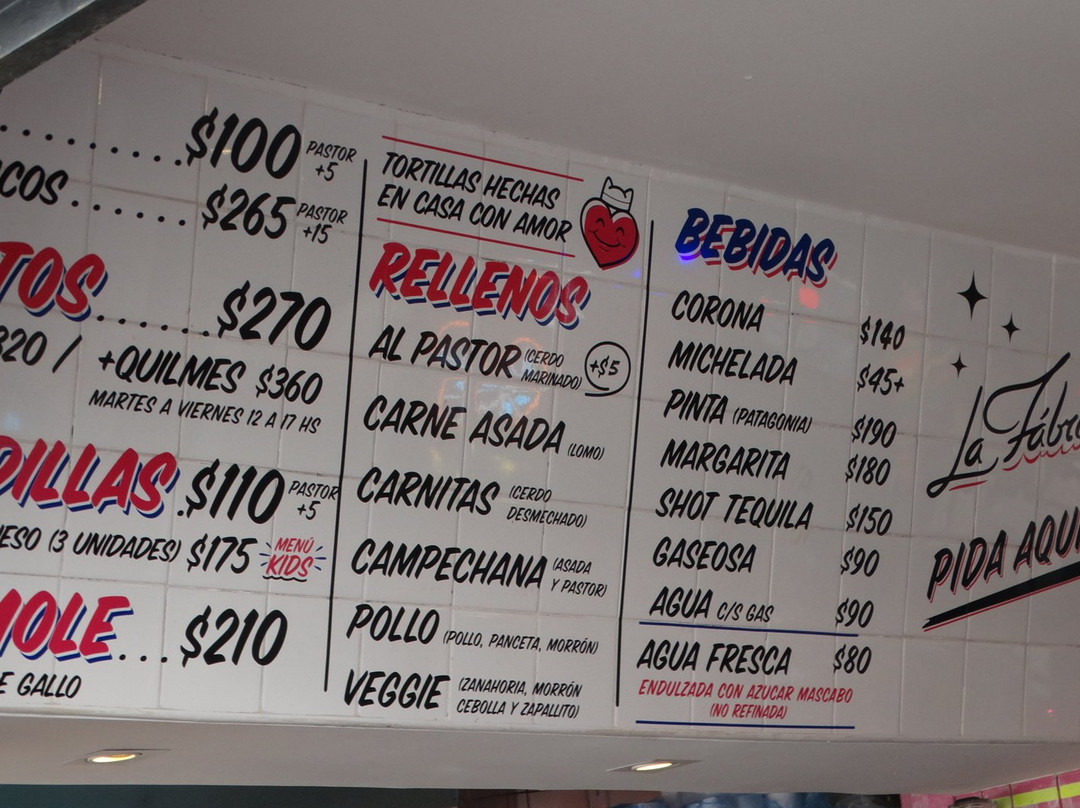 $100 PASTOR +5
COS $265 PASTOR +15
TOS $270
320 / +QUILMES $360
MARTES A VIERNES 12 A 17 HS
DILLAS $110 PASTOR +5
ESO (3 UNIDADES) $175 MENÚ KIDS
MOLE $210
E GALLO
TORTILLAS HECHAS
EN CASA CON AMOR
RELLENOS
AL PASTOR (CERDO MARINADO) +$5
CARNE ASADA (LOMO)
CARNITAS (CERDO DESMECHADO)
CAMPECHANA (ASADA Y PASTOR)
POLLO (POLLO, PANCETA, MORRÓN)
VEGGIE (ZANAHORIA, MORRÓN CEBOLLA Y ZAPALLITO)
BEBIDAS
CORONA $140
MICHELADA $45+
PINTA (PATAGONIA) $190
MARGARITA $180
SHOT TEQUILA $150
GASEOSA $90
AGUA C/S GAS $90
AGUA FRESCA $80
ENDULZADA CON AZUCAR MASCABO
(NO REFINADA)
La Fábr
PIDA AQU